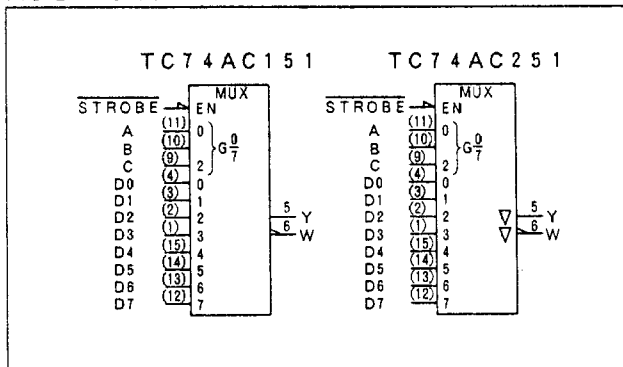 TC74AC151
MUX
STROBE
EN
A (11) 0
B (10) G 0/7
C (9) 2
D0 (4) 0
D1 (3) 1
D2 (2) 2
D3 (1) 3
D4 (15) 4
D5 (14) 5
D6 (13) 6
D7 (12) 7
5 Y
6 W
TC74AC251
MUX
STROBE
EN
A (11) 0
B (10) G 0/7
C (9) 2
D0 (4) 0
D1 (3) 1
D2 (2) 2
D3 (1) 3
D4 (15) 4
D5 (14) 5
D6 (13) 6
D7 (12) 7
▽ 5 Y
▽ 6 W